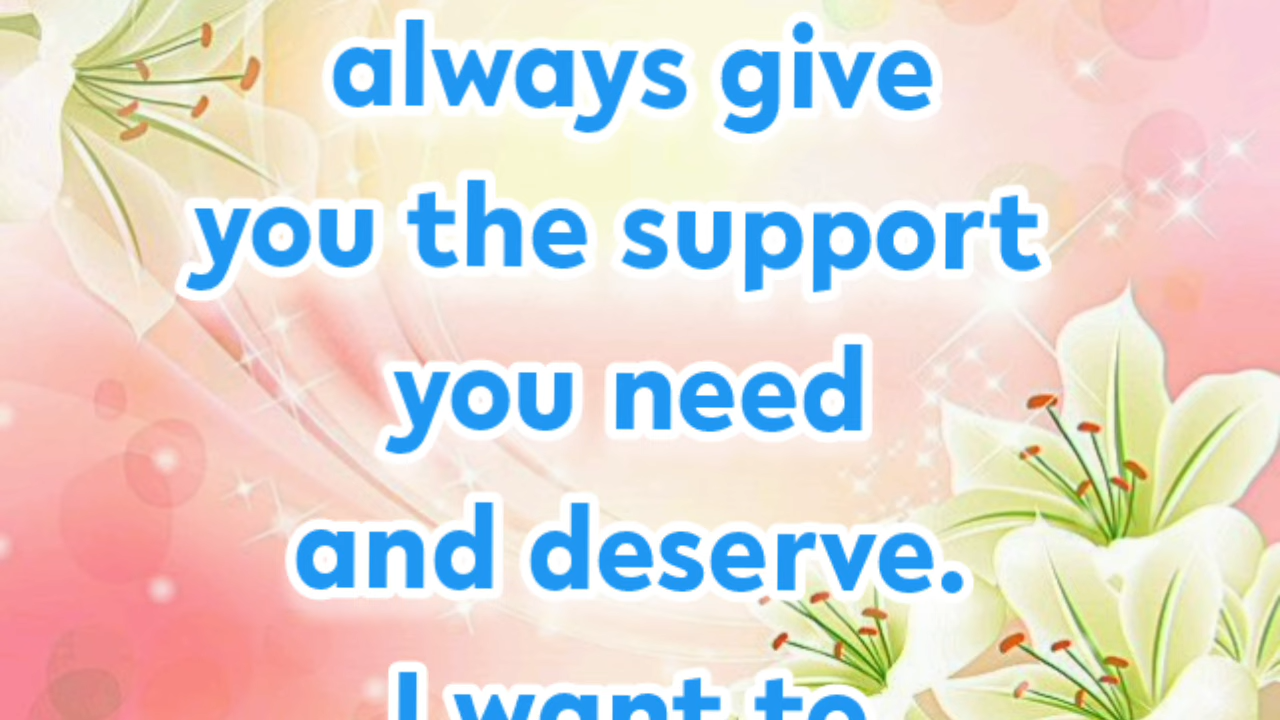 always give
you the support
you need
and deserve.
I want to